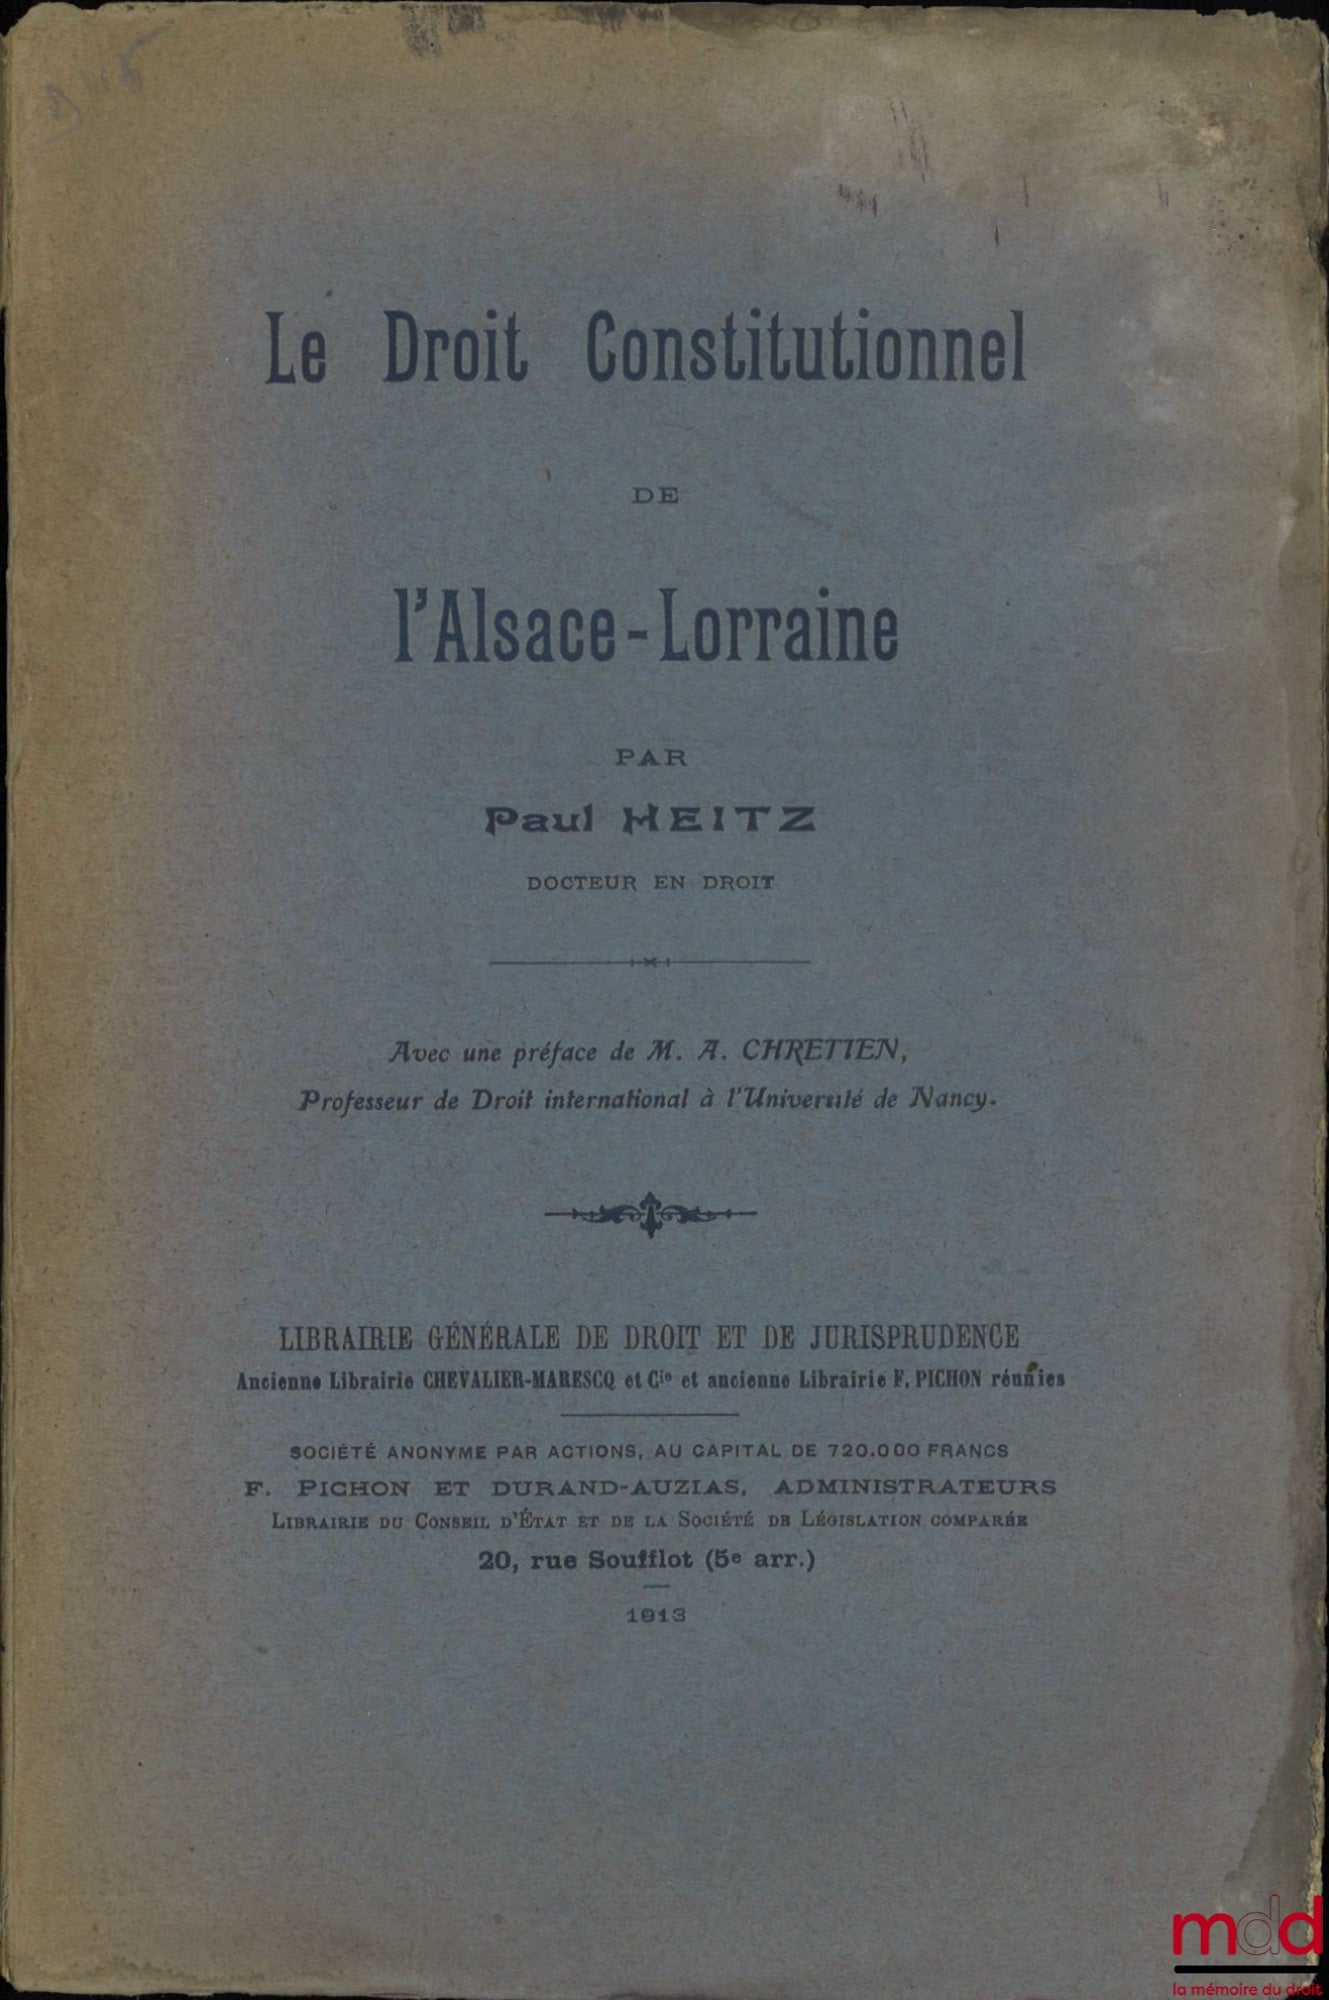 Le Droit Constitutionnel
DE
l'Alsace-Lorraine
PAR
Paul HEITZ
DOCTEUR EN DROIT
Avec une préface de M. A. CHRETIEN,
Professeur de Droit international à l'Université de Nancy.
LIBRAIRIE GÉNÉRALE DE DROIT ET DE JURISPRUDENCE
Ancienne Librairie CHEVALIER-MARESCQ et Cie et ancienne Librairie F. PICHON réunies
SOCIÉTÉ ANONYME PAR ACTIONS, AU CAPITAL DE 720.000 FRANCS
F. PICHON ET DURAND-AUZIAS, ADMINISTRATEURS
LIBRAIRIE DU CONSEIL D'ÉTAT ET DE LA SOCIÉTÉ DE LÉGISLATION COMPARÉE
20, rue Soufflot (5e arr.)
1913
mdd
la mémoire du droit